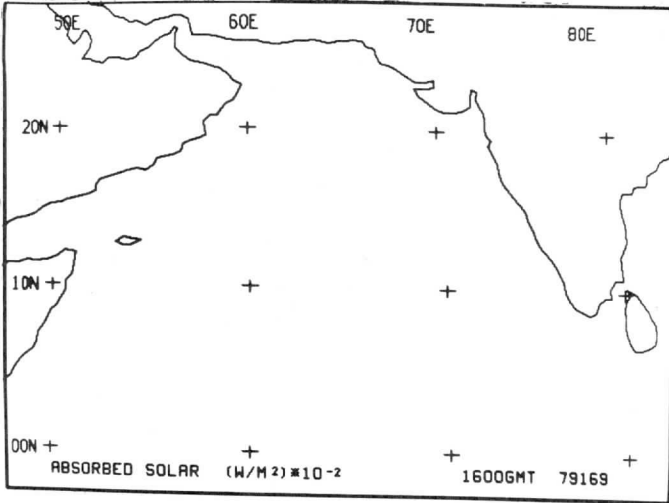 50E 60E 70E 80E
20N
10N
00N
ABSORBED SOLAR (W/M²)*10⁻² 1600GMT 79169